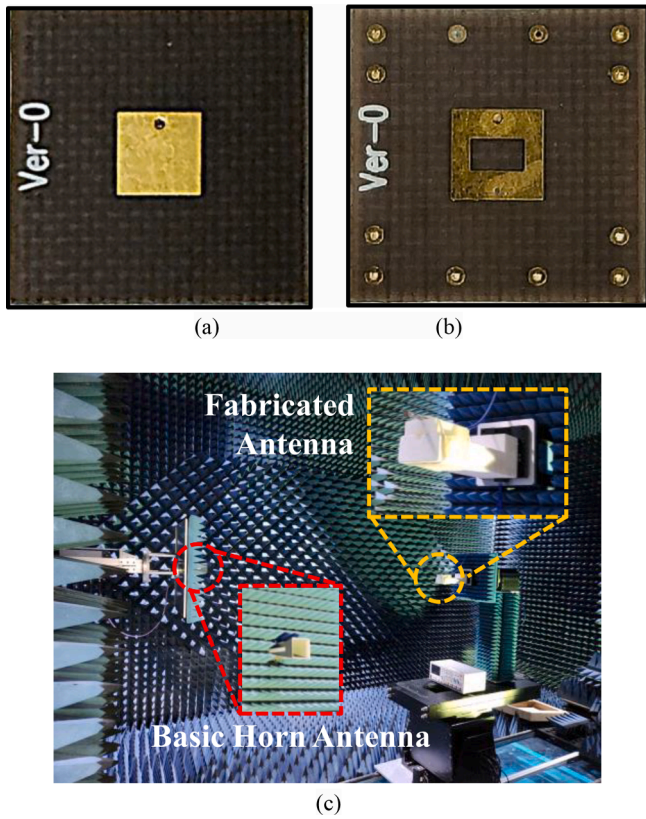 Ver-0
Ver-0
(a)
(b)
Fabricated
Antenna
Basic Horn Antenna
(c)